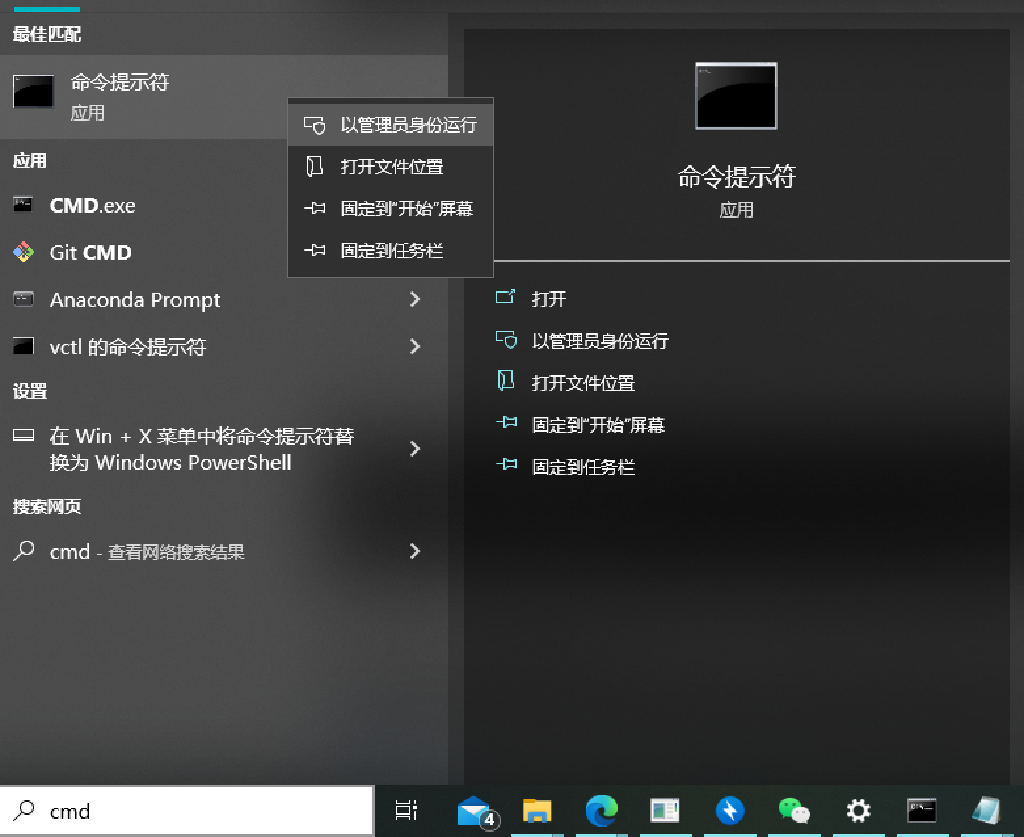 最佳匹配
命令提示符
应用
以管理员身份运行
打开文件位置
固定到"开始"屏幕
固定到任务栏
应用
CMD.exe
Git CMD
Anaconda Prompt
vctl 的命令提示符
设置
在 Win + X 菜单中将命令提示符替
换为 Windows PowerShell
搜索网页
cmd - 查看网络搜索结果
命令提示符
应用
打开
以管理员身份运行
打开文件位置
固定到"开始"屏幕
固定到任务栏
cmd
4